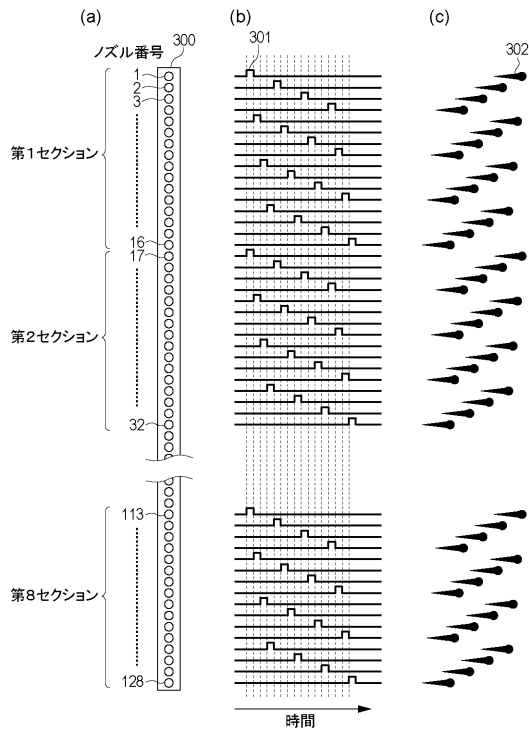 (a)
(b)
(c)
ノズル番号
300
301
302
1
2
3
第1セクション
16
17
第2セクション
32
113
第8セクション
128
時間